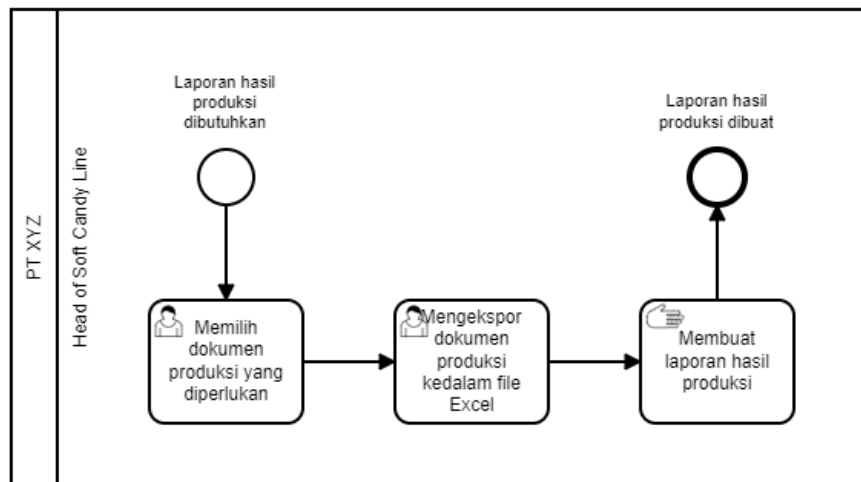 PT XYZ
Head of Soft Candy Line
Laporan hasil
produksi
dibutuhkan
Laporan hasil
produksi dibuat
Memilih
dokumen
produksi yang
diperlukan
Mengekspor
dokumen
produksi
kedalam file
Excel
Membuat
laporan hasil
produksi